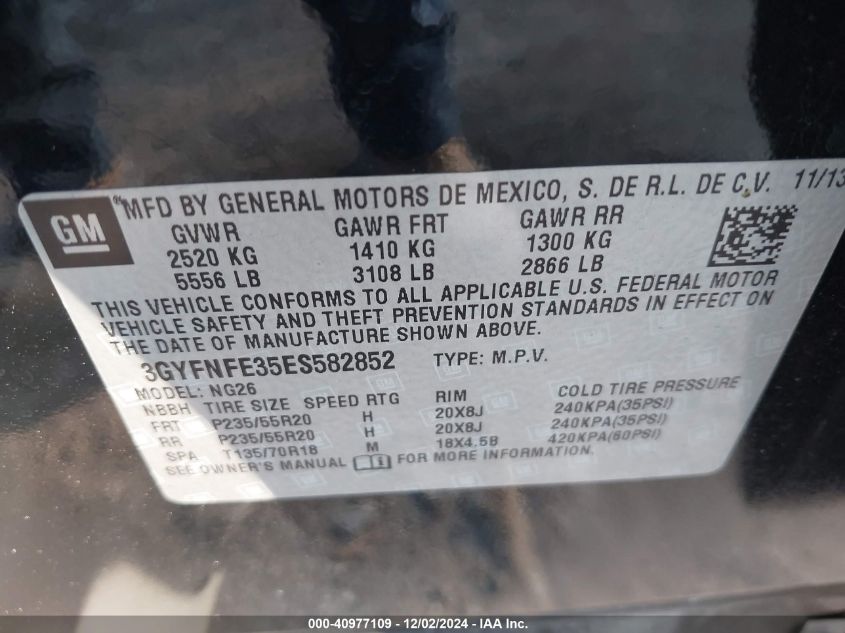 GM
MFD BY GENERAL MOTORS DE MEXICO, S. DE R.L. DE C.V. 11/13
GVWR GAWR FRT GAWR RR
2520 KG 1410 KG 1300 KG
5556 LB 3108 LB 2866 LB
THIS VEHICLE CONFORMS TO ALL APPLICABLE U.S. FEDERAL MOTOR
VEHICLE SAFETY AND THEFT PREVENTION STANDARDS IN EFFECT ON
THE DATE OF MANUFACTURE SHOWN ABOVE.
3GYFNFE35ES582852 TYPE: M.P.V.
MODEL: NG26
NBBH TIRE SIZE SPEED RTG RIM COLD TIRE PRESSURE
FRT P235/55R20 H 20X8J 240KPA(35PSI)
RR P235/55R20 H 20X8J 240KPA(35PSI)
SPA T135/70R18 M 18X4.5B 420KPA(60PSI)
SEE OWNER'S MANUAL FOR MORE INFORMATION.
000-40977109 - 12/02/2024 - IAA Inc.